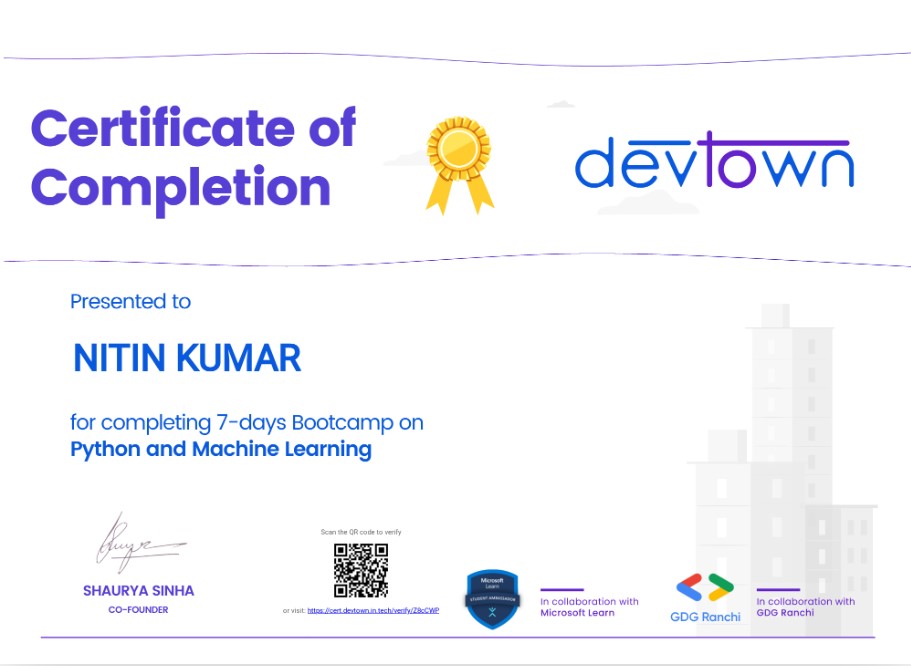 Certificate of
Completion
devtown
Presented to
NITIN KUMAR
for completing 7-days Bootcamp on
Python and Machine Learning
SHAURYA SINHA
CO-FOUNDER
Scan the QR code to verify
or visit: https://cert.devtown.in.tech/verify/Z8cCWP
Microsoft
Learn
STUDENT AMBASSADOR
In collaboration with
Microsoft Learn
GDG Ranchi
In collaboration with
GDG Ranchi